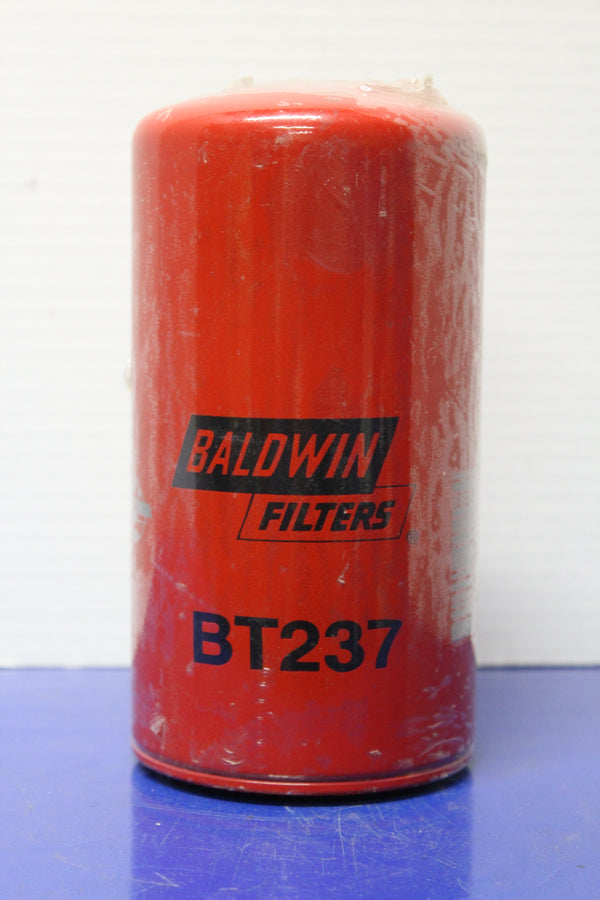 BALDWIN
FILTERS
®
BT237